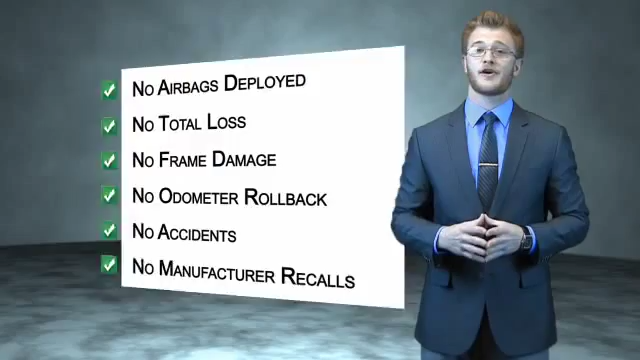 No Airbags Deployed
No Total Loss
No Frame Damage
No Odometer Rollback
No Accidents
No Manufacturer Recalls